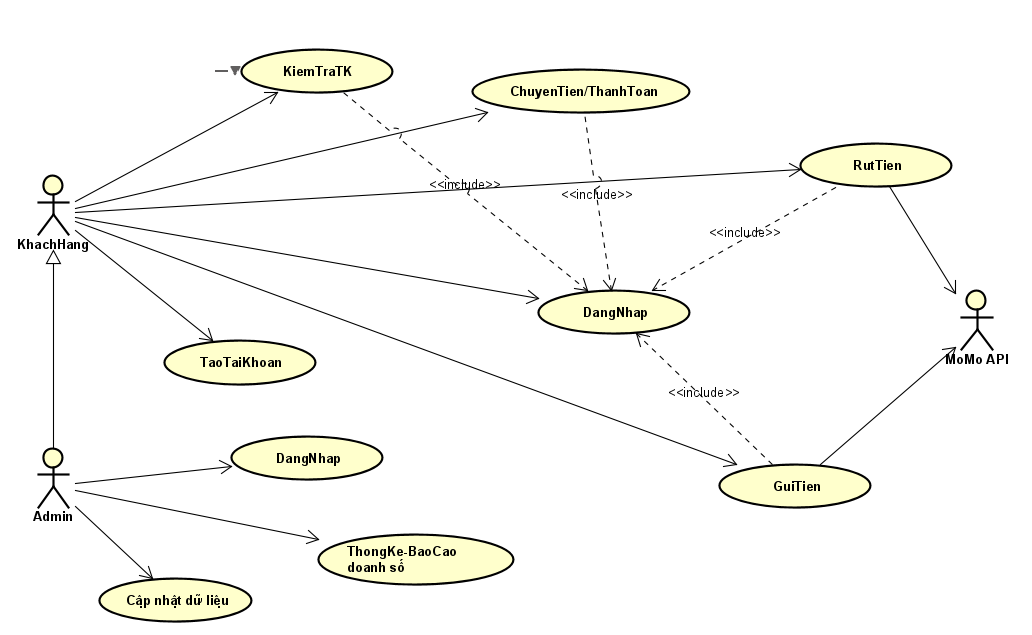 KiemTraTK
ChuyenTien/ThanhToan
RutTien
<<include>>
<<include>>
<<include>>
KhachHang
DangNhap
TaoTaiKhoan
MoMo API
<<include>>
DangNhap
GuiTien
Admin
ThongKe-BaoCao
doanh số
Cập nhật dữ liệu